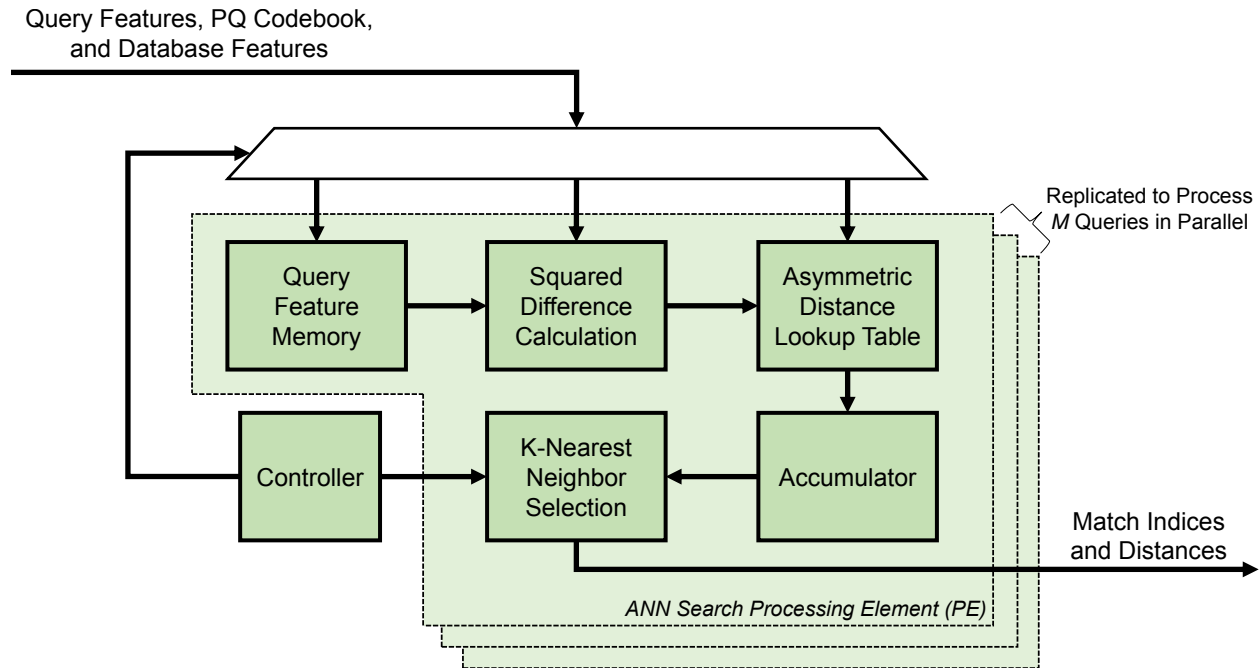 Query Features, PQ Codebook,
and Database Features
Replicated to Process
M Queries in Parallel
Query
Feature
Memory
Squared
Difference
Calculation
Asymmetric
Distance
Lookup Table
Controller
K-Nearest
Neighbor
Selection
Accumulator
Match Indices
and Distances
ANN Search Processing Element (PE)